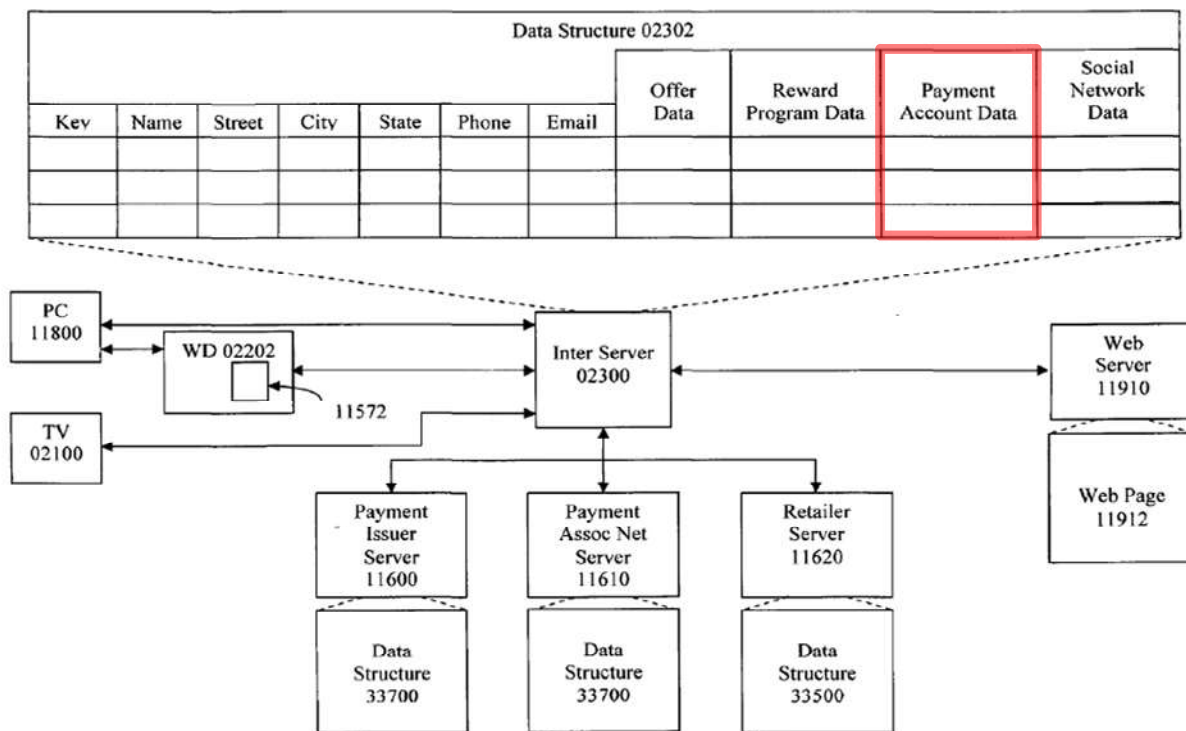 Data Structure 02302
Key
Name
Street
City
State
Phone
Email
Offer
Data
Reward
Program Data
Payment
Account Data
Social
Network
Data
PC
11800
WD 02202
11572
TV
02100
Inter Server
02300
Web
Server
11910
Web Page
11912
Payment
Issuer
Server
11600
Payment
Assoc Net
Server
11610
Retailer
Server
11620
Data
Structure
33700
Data
Structure
33700
Data
Structure
33500